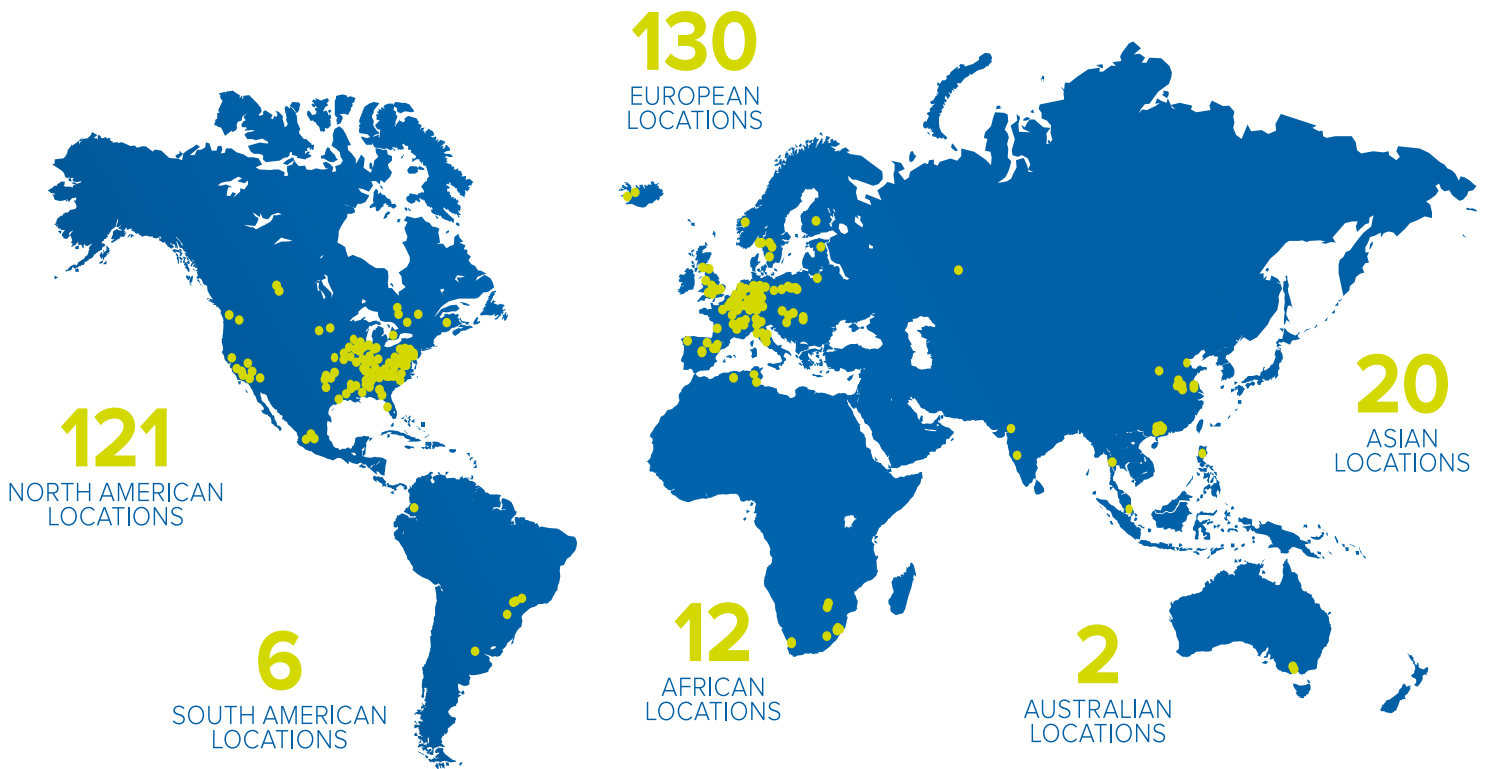 130
EUROPEAN
LOCATIONS
121
NORTH AMERICAN
LOCATIONS
20
ASIAN
LOCATIONS
6
SOUTH AMERICAN
LOCATIONS
12
AFRICAN
LOCATIONS
2
AUSTRALIAN
LOCATIONS